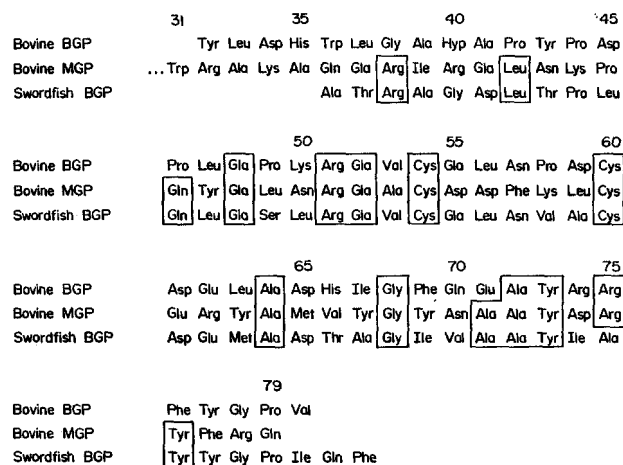 31 35 40 45
Bovine BGP Tyr Leu Asp His Trp Leu Gly Ala Hyp Ala Pro Tyr Pro Asp
Bovine MGP ...Trp Arg Ala Lys Ala Gln Gla Arg Ile Arg Gla Leu Asn Lys Pro
Swordfish BGP Ala Thr Arg Ala Gly Asp Leu Thr Pro Leu
50 55 60
Bovine BGP Pro Leu Gla Pro Lys Arg Gla Val Cys Gla Leu Asn Pro Asp Cys
Bovine MGP Gln Tyr Gla Leu Asn Arg Gla Ala Cys Asp Asp Phe Lys Leu Cys
Swordfish BGP Gln Leu Gla Ser Leu Arg Gla Val Cys Gla Leu Asn Val Ala Cys
65 70 75
Bovine BGP Asp Glu Leu Ala Asp His Ile Gly Phe Gln Glu Ala Tyr Arg Arg
Bovine MGP Glu Arg Tyr Ala Met Val Tyr Gly Tyr Asn Ala Ala Tyr Asp Arg
Swordfish BGP Asp Glu Met Ala Asp Thr Ala Gly Ile Val Ala Ala Tyr Ile Ala
79
Bovine BGP Phe Tyr Gly Pro Val
Bovine MGP Tyr Phe Arg Gln
Swordfish BGP Tyr Tyr Gly Pro Ile Gln Phe